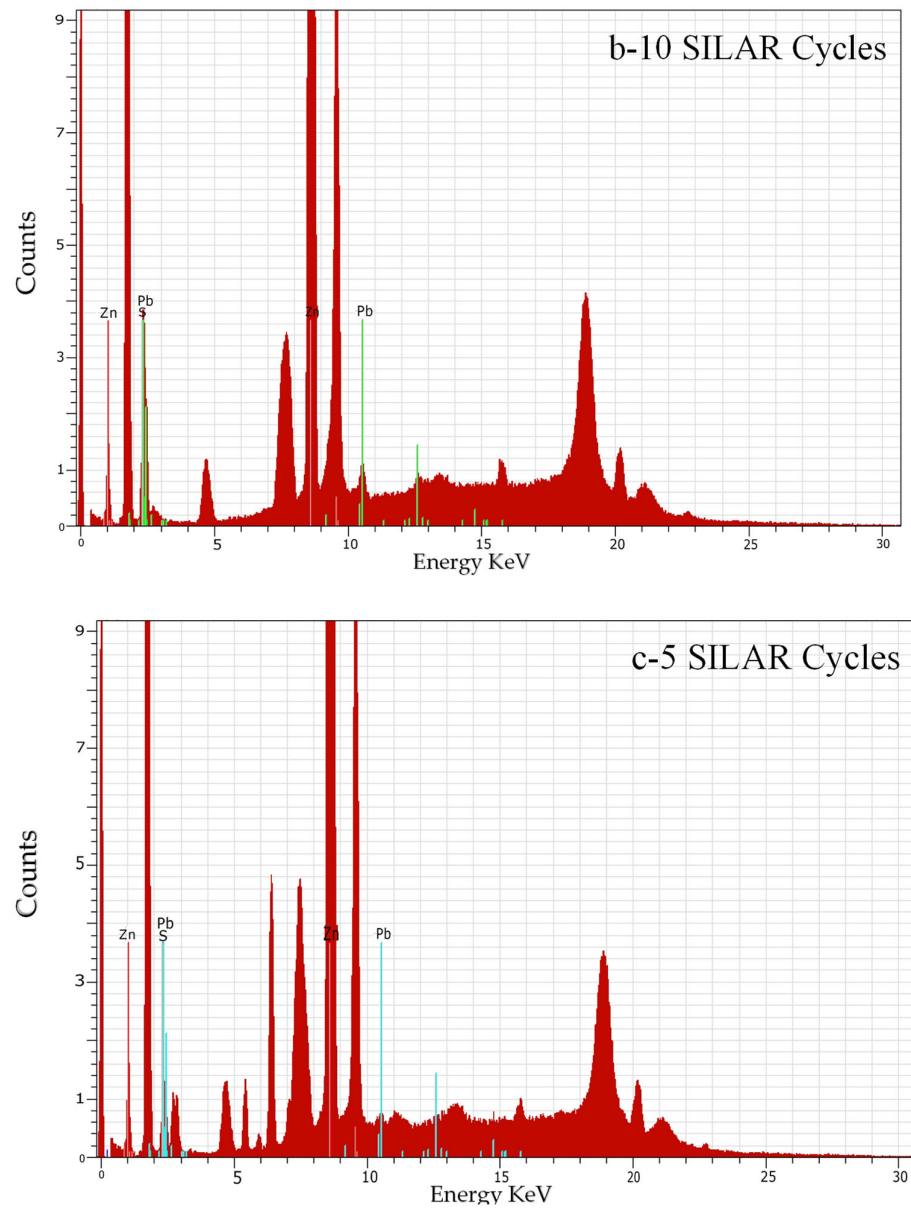 b-10 SILAR Cycles
9
7
5
3
1
0
Counts
Zn
Pb
S
Zn
Pb
0 5 10 15 20 25 30
Energy KeV
c-5 SILAR Cycles
9
7
5
3
1
0
Counts
Zn
Pb
S
Zn
Pb
0 5 10 15 20 25 30
Energy KeV